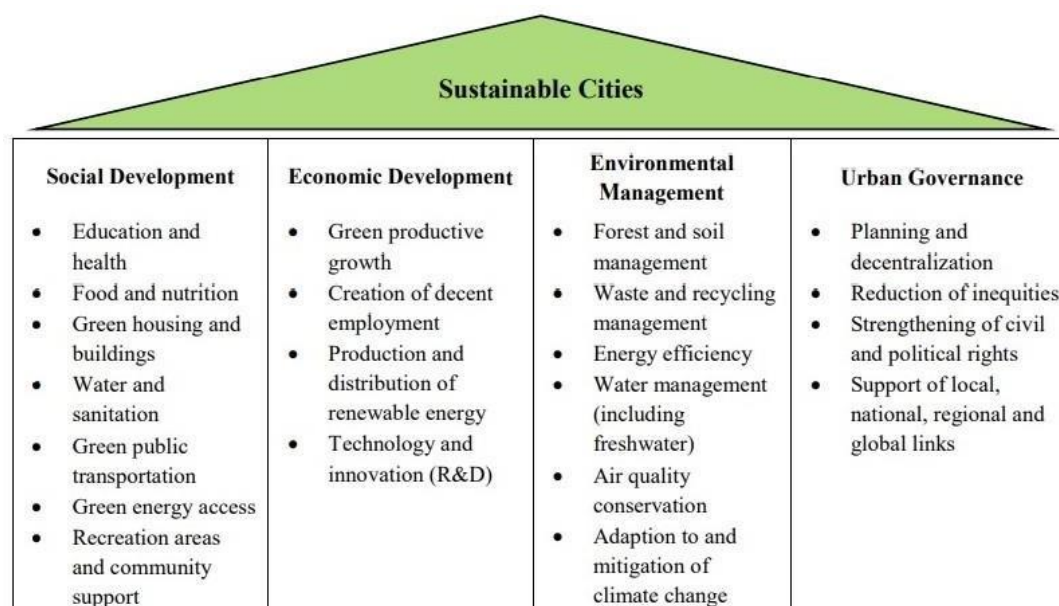 Sustainable Cities
Social Development
• Education and
health
• Food and nutrition
• Green housing and
buildings
• Water and
sanitation
• Green public
transportation
• Green energy access
• Recreation areas
and community
support
Economic Development
• Green productive
growth
• Creation of decent
employment
• Production and
distribution of
renewable energy
• Technology and
innovation (R&D)
Environmental
Management
• Forest and soil
management
• Waste and recycling
management
• Energy efficiency
• Water management
(including
freshwater)
• Air quality
conservation
• Adaption to and
mitigation of
climate change
Urban Governance
• Planning and
decentralization
• Reduction of inequities
• Strengthening of civil
and political rights
• Support of local,
national, regional and
global links